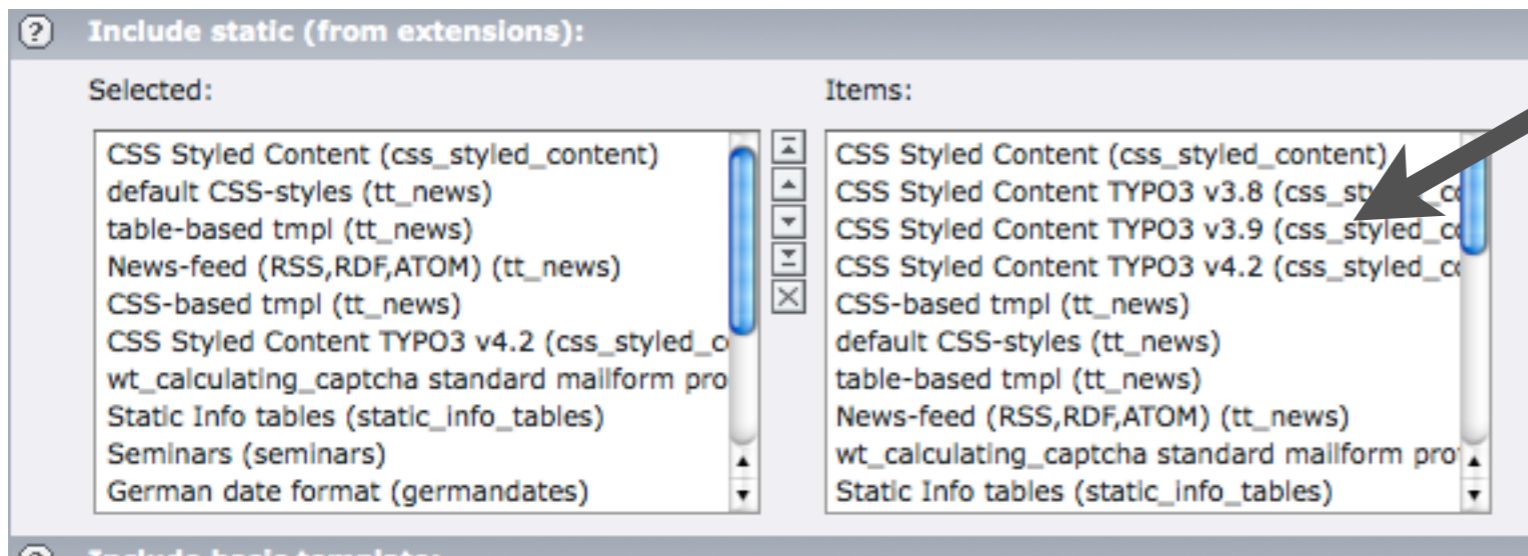 Include static (from extensions):
Selected:
CSS Styled Content (css_styled_content)
default CSS-styles (tt_news)
table-based tmpl (tt_news)
News-feed (RSS,RDF,ATOM) (tt_news)
CSS-based tmpl (tt_news)
CSS Styled Content TYPO3 v4.2 (css_styled_c
wt_calculating_captcha standard mailform pro
Static Info tables (static_info_tables)
Seminars (seminars)
German date format (germandates)
Items:
CSS Styled Content (css_styled_content)
CSS Styled Content TYPO3 v3.8
CSS Styled Content TYPO3 v3.9 (css_styled_co
CSS Styled Content TYPO3 v4.2 (css_styled_co
CSS-based tmpl (tt_news)
default CSS-styles (tt_news)
table-based tmpl (tt_news)
News-feed (RSS,RDF,ATOM) (tt_news)
wt_calculating_captcha standard mailform pro
Static Info tables (static_info_tables)
Include basic template: